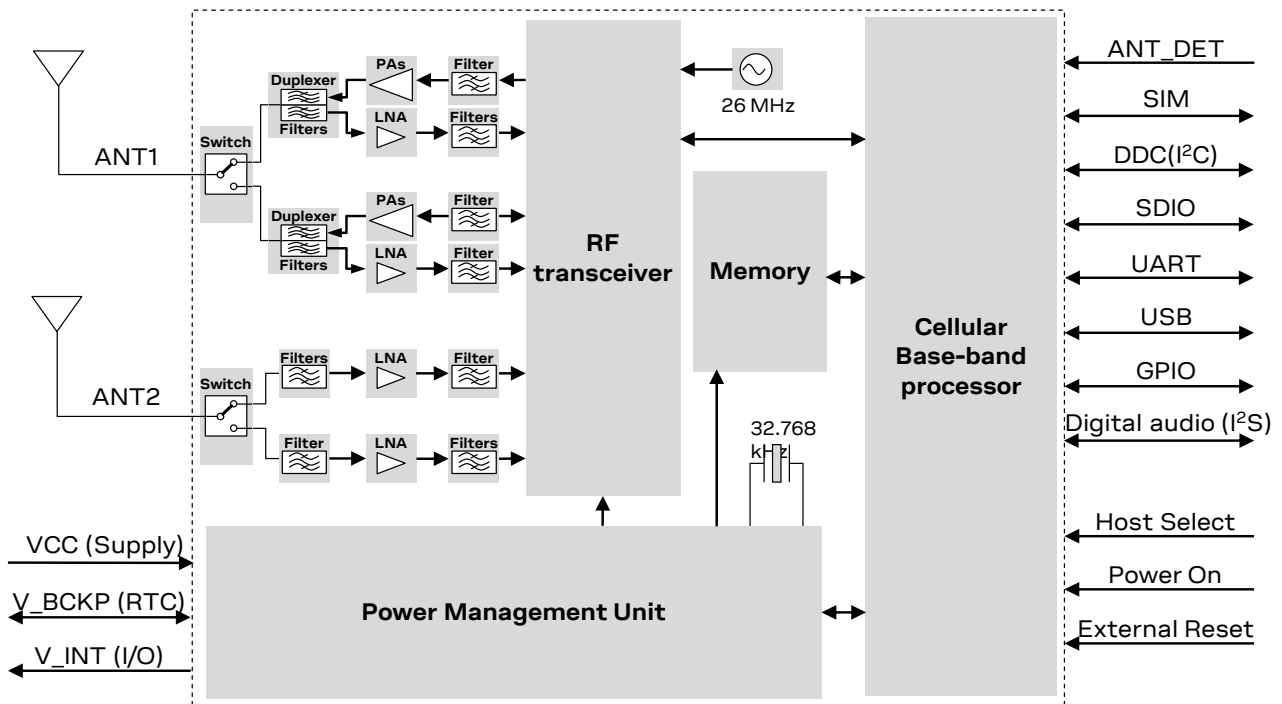 ANT1
Switch
Duplexer
Filters
PAs
Filter
LNA
Filters
Duplexer
Filters
PAs
Filter
LNA
Filters
ANT2
Switch
Filters
LNA
Filter
Filter
LNA
Filters
RF
transceiver
26 MHz
Memory
32.768
kHz
Cellular
Base-band
processor
Power Management Unit
VCC (Supply)
V_BCKP (RTC)
V_INT (I/O)
ANT_DET
SIM
DDC(I²C)
SDIO
UART
USB
GPIO
Digital audio (I²S)
Host Select
Power On
External Reset